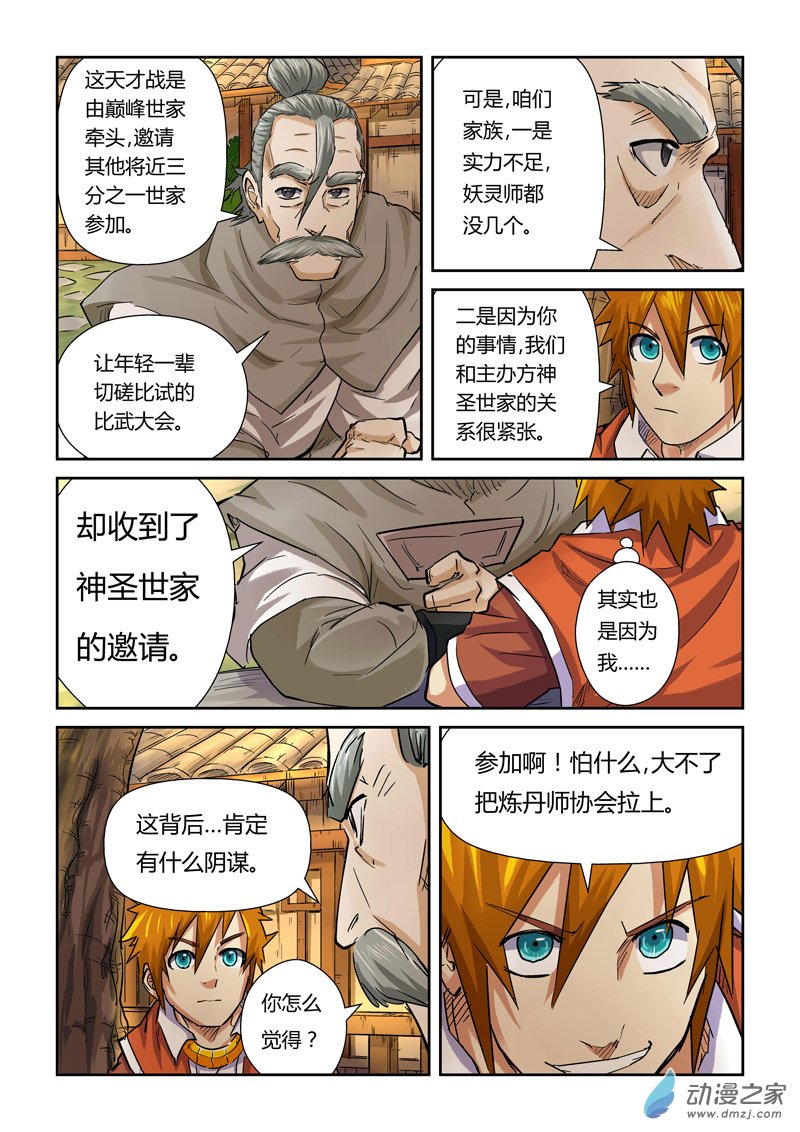 这天才战是
由巅峰世家
牵头，邀请
其他将近三
分之一世家
参加。
让年轻一辈
切磋比试的
比武大会。
可是，咱们
家族，一是
实力不足，
妖灵师都
没几个。
二是因为你
的事情，我们
和主办方神
圣世家的关
系很紧张。
却收到了
神圣世家
的邀请。
其实也
是因为
我……
这背后…肯定
有什么阴谋。
你怎么
觉得？
参加啊！怕什么，大不了
把炼丹师协会拉上。
动漫之家
www.dmzj.com